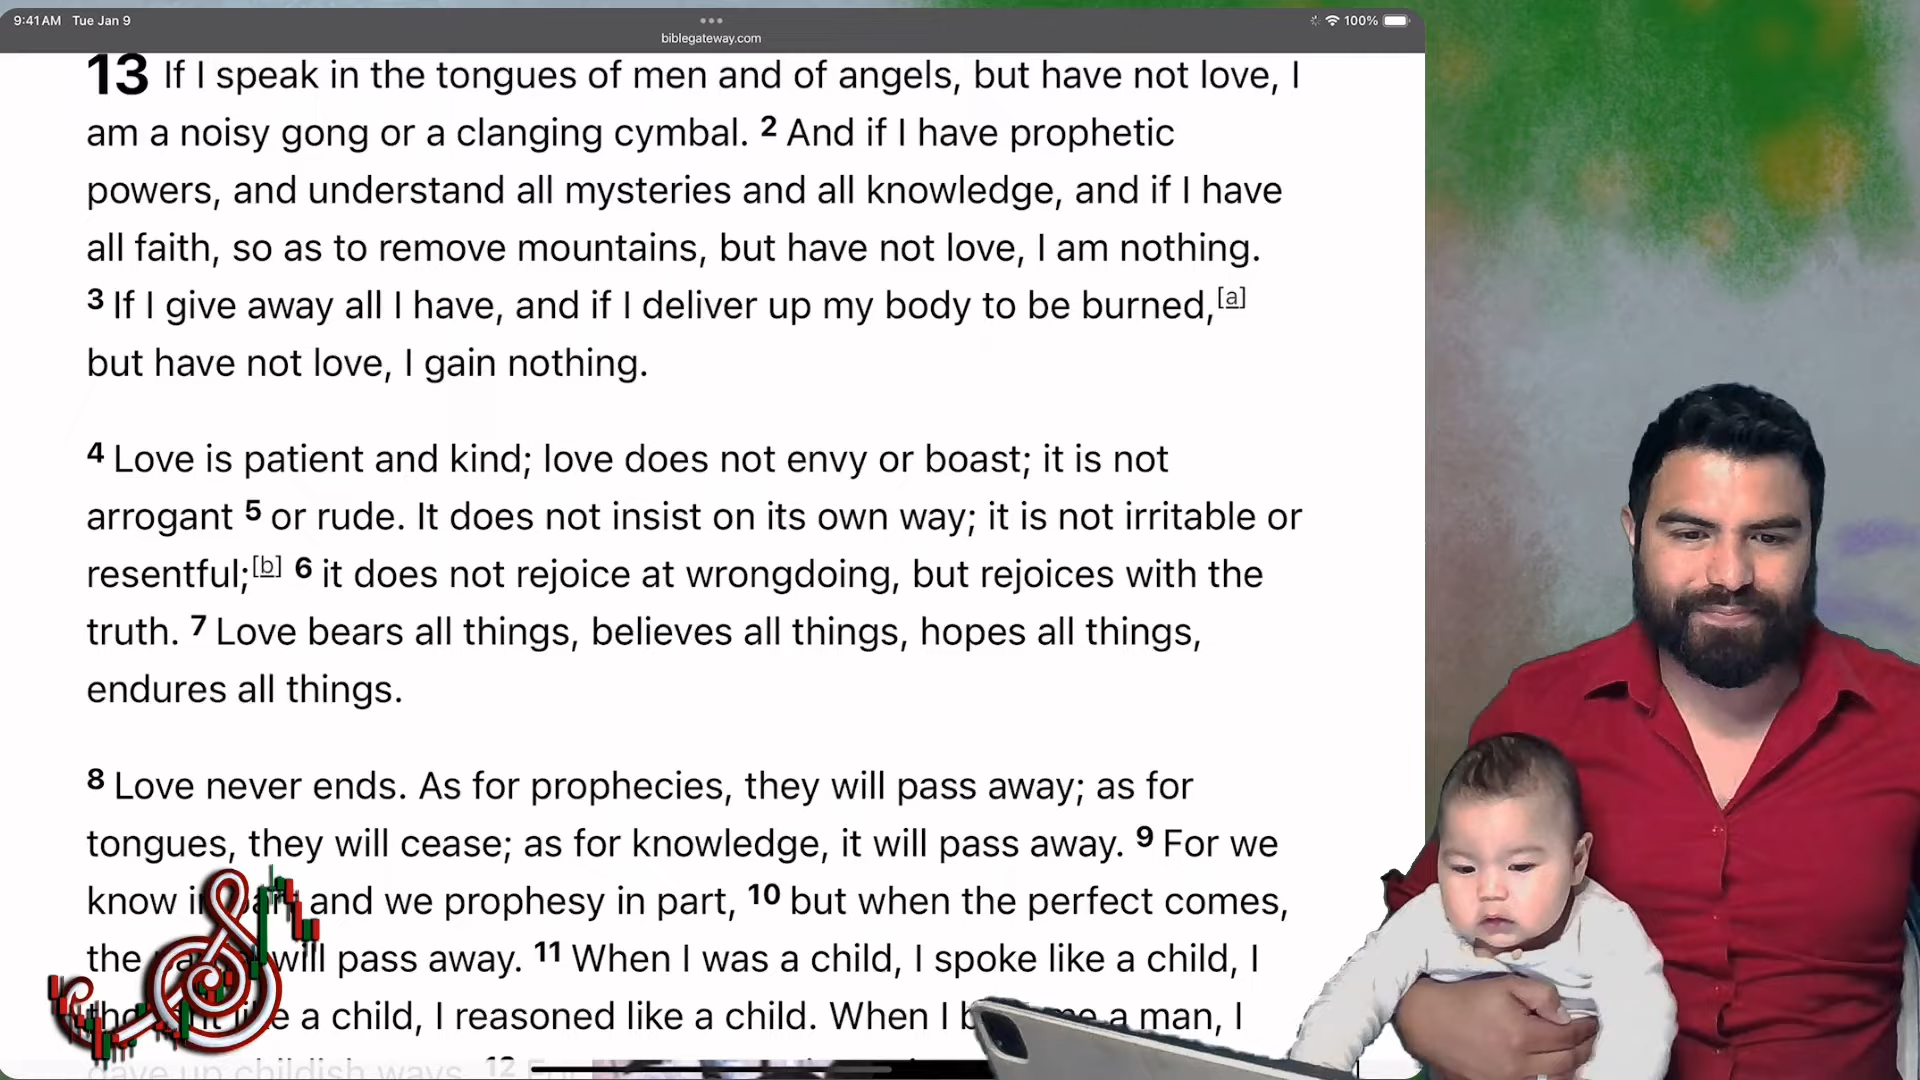 9:41 AM Tue Jan 9
100%
biblegateway.com
13 If I speak in the tongues of men and of angels, but have not love, I
am a noisy gong or a clanging cymbal. 2 And if I have prophetic
powers, and understand all mysteries and all knowledge, and if I have
all faith, so as to remove mountains, but have not love, I am nothing.
3 If I give away all I have, and if I deliver up my body to be burned,[a]
but have not love, I gain nothing.
4 Love is patient and kind; love does not envy or boast; it is not
arrogant 5 or rude. It does not insist on its own way; it is not irritable or
resentful;[b] 6 it does not rejoice at wrongdoing, but rejoices with the
truth. 7 Love bears all things, believes all things, hopes all things,
endures all things.
8 Love never ends. As for prophecies, they will pass away; as for
tongues, they will cease; as for knowledge, it will pass away. 9 For we
know and we prophesy in part, 10 but when the perfect comes,
the will pass away. 11 When I was a child, I spoke like a child, I
like a child, I reasoned like a child. When I a man, I
gave up childish ways. 12 For